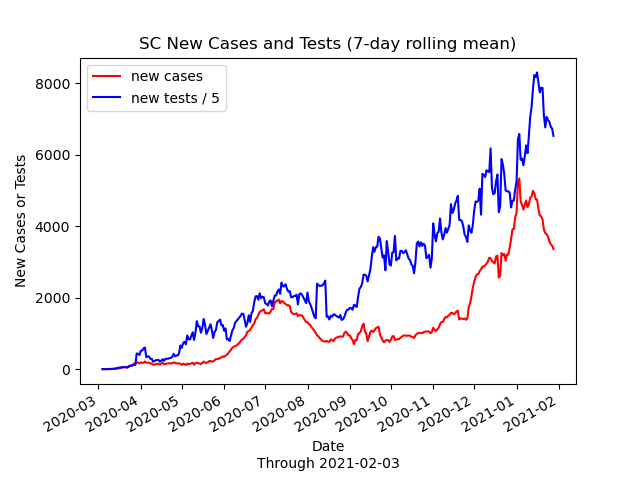 SC New Cases and Tests (7-day rolling mean)
new cases
new tests / 5
New Cases or Tests
8000
6000
4000
2000
0
2020-03
2020-04
2020-05
2020-06
2020-07
2020-08
2020-09
2020-10
2020-11
2020-12
2021-01
2021-02
Date
Through 2021-02-03